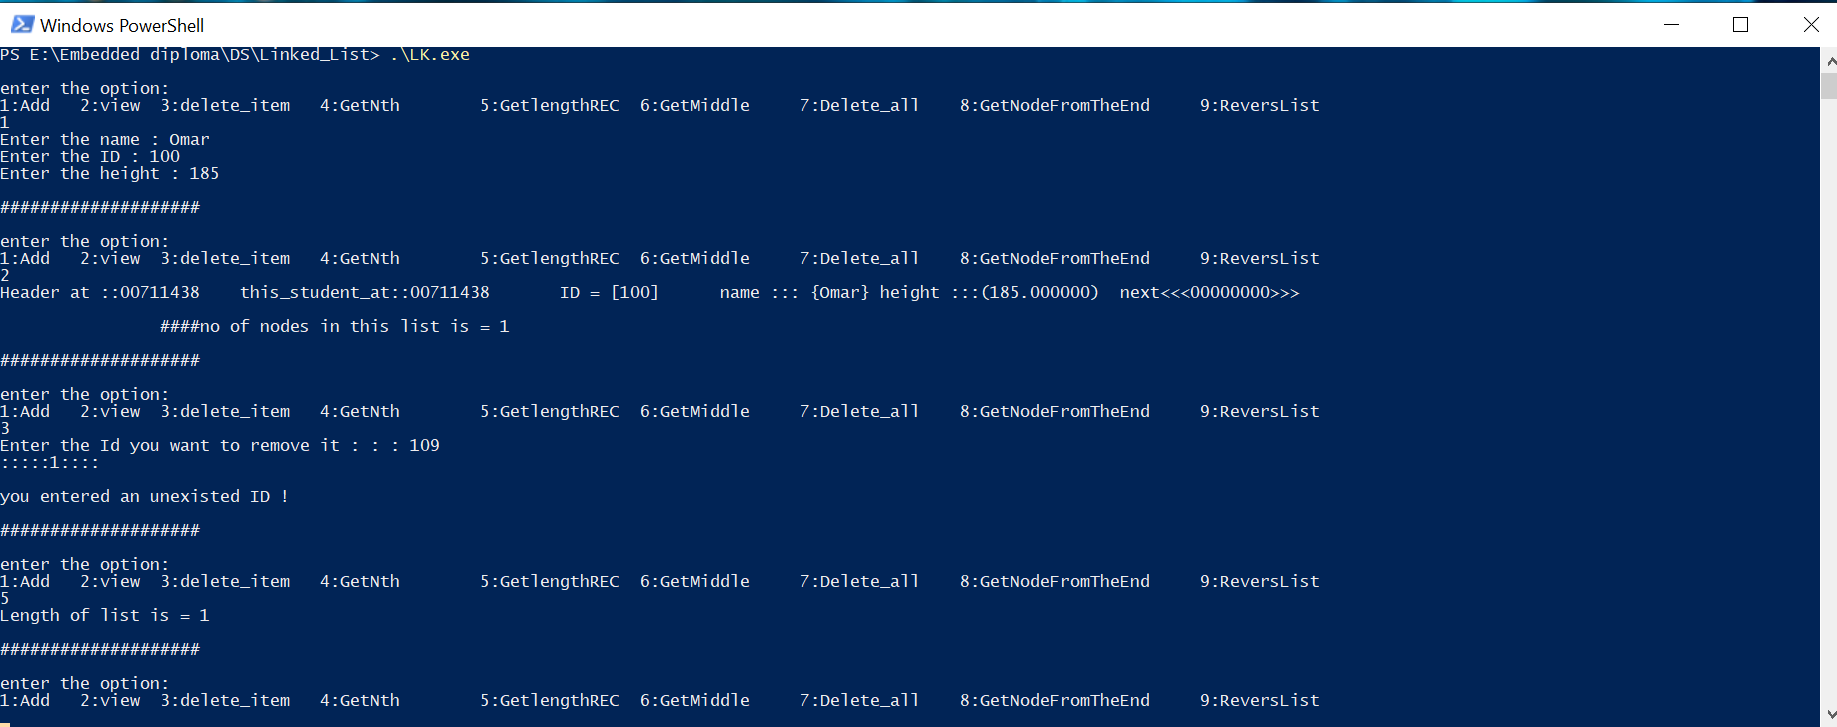 Windows PowerShell
PS E:\Embedded diploma\DS\Linked_List> .\LK.exe
enter the option:
1:Add   2:view  3:delete_item   4:GetNth        5:GetlengthREC  6:GetMiddle     7:Delete_all    8:GetNodeFromTheEnd     9:ReversList
1
Enter the name : Omar
Enter the ID : 100
Enter the height : 185
####################
enter the option:
1:Add   2:view  3:delete_item   4:GetNth        5:GetlengthREC  6:GetMiddle     7:Delete_all    8:GetNodeFromTheEnd     9:ReversList
2
Header at ::00711438    this_student_at::00711438       ID = [100]      name ::: {Omar} height :::(185.000000)  next<<<00000000>>>
                ####no of nodes in this list is = 1
####################
enter the option:
1:Add   2:view  3:delete_item   4:GetNth        5:GetlengthREC  6:GetMiddle     7:Delete_all    8:GetNodeFromTheEnd     9:ReversList
3
Enter the Id you want to remove it : : : 109
:::::1::::
you entered an unexisted ID !
####################
enter the option:
1:Add   2:view  3:delete_item   4:GetNth        5:GetlengthREC  6:GetMiddle     7:Delete_all    8:GetNodeFromTheEnd     9:ReversList
5
Length of list is = 1
####################
enter the option:
1:Add   2:view  3:delete_item   4:GetNth        5:GetlengthREC  6:GetMiddle     7:Delete_all    8:GetNodeFromTheEnd     9:ReversList